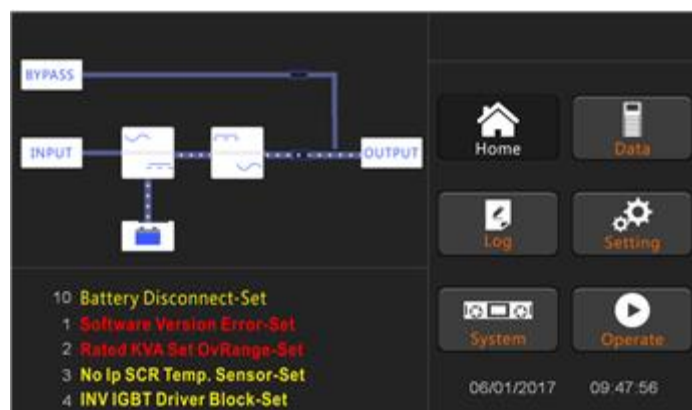 BYPASS
INPUT
OUTPUT
Home
Data
Log
Setting
System
Operate
10 Battery Disconnect-Set
1 Software Version Error-Set
2 Rated KVA Set OvRange-Set
3 No Ip SCR Temp. Sensor-Set
4 INV IGBT Driver Block-Set
06/01/2017 09:47:56